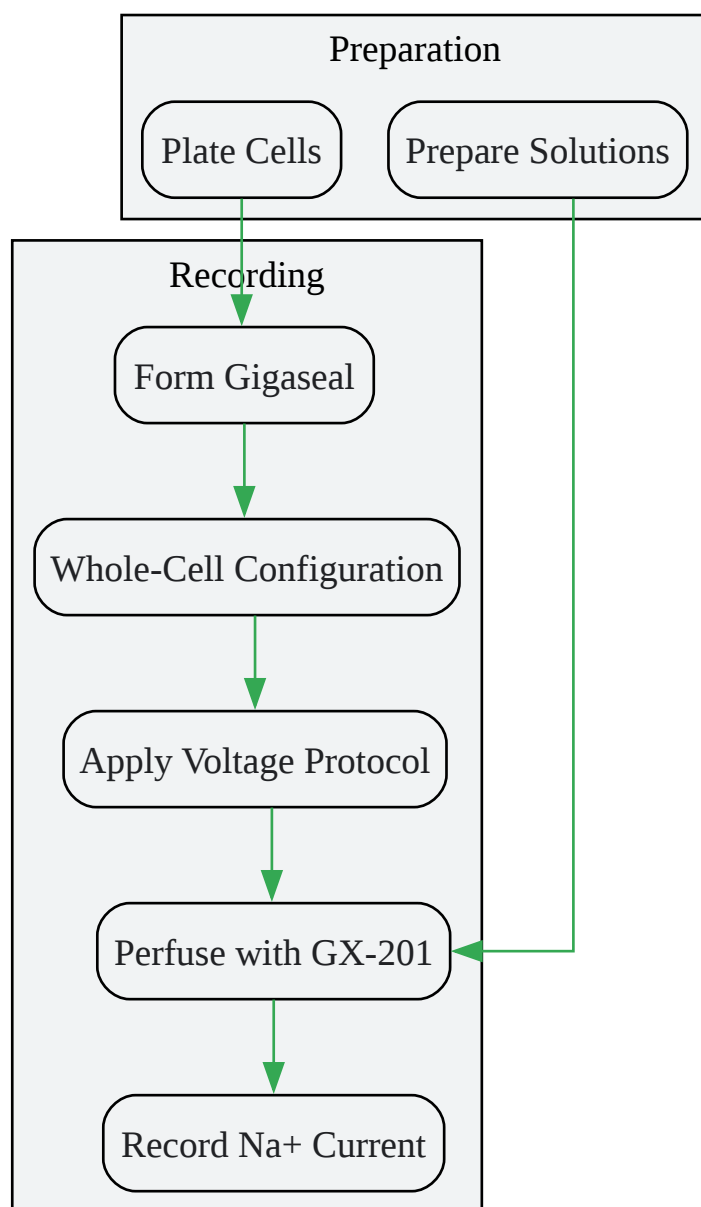 Preparation
Plate Cells
Prepare Solutions
Recording
Form Gigaseal
Whole-Cell Configuration
Apply Voltage Protocol
Perfuse with GX-201
Record Na+ Current